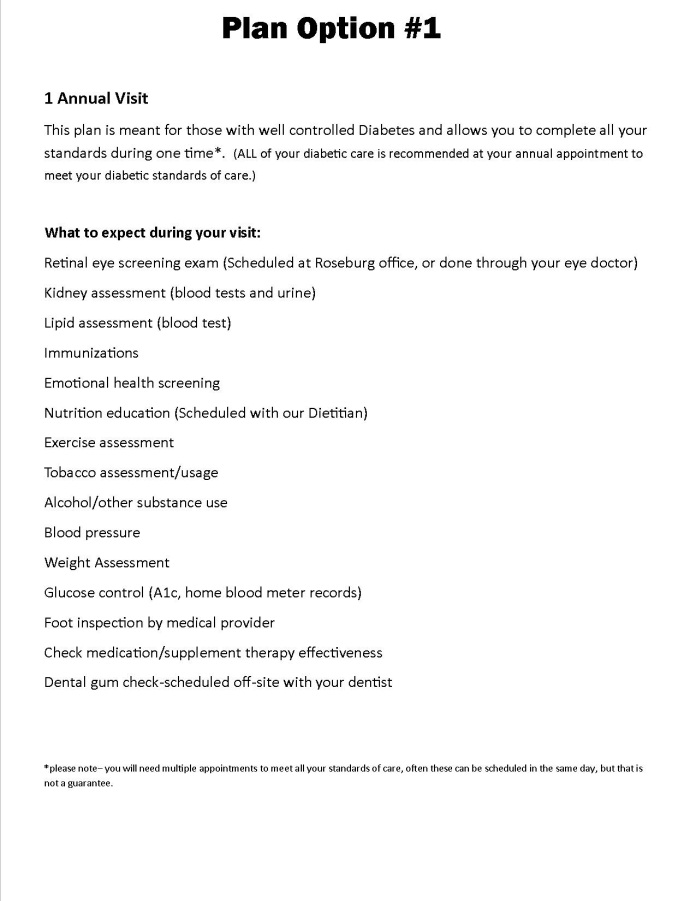 Plan Option #1
1 Annual Visit
This plan is meant for those with well controlled Diabetes and allows you to complete all your
standards during one time*.  (ALL of your diabetic care is recommended at your annual appointment to
meet your diabetic standards of care.)
What to expect during your visit:
Retinal eye screening exam (Scheduled at Roseburg office, or done through your eye doctor)
Kidney assessment (blood tests and urine)
Lipid assessment (blood test)
Immunizations
Emotional health screening
Nutrition education (Scheduled with our Dietitian)
Exercise assessment
Tobacco assessment/usage
Alcohol/other substance use
Blood pressure
Weight Assessment
Glucose control (A1c, home blood meter records)
Foot inspection by medical provider
Check medication/supplement therapy effectiveness
Dental gum check-scheduled off-site with your dentist
*please note– you will need multiple appointments to meet all your standards of care, often these can be scheduled in the same day, but that is
not a guarantee.